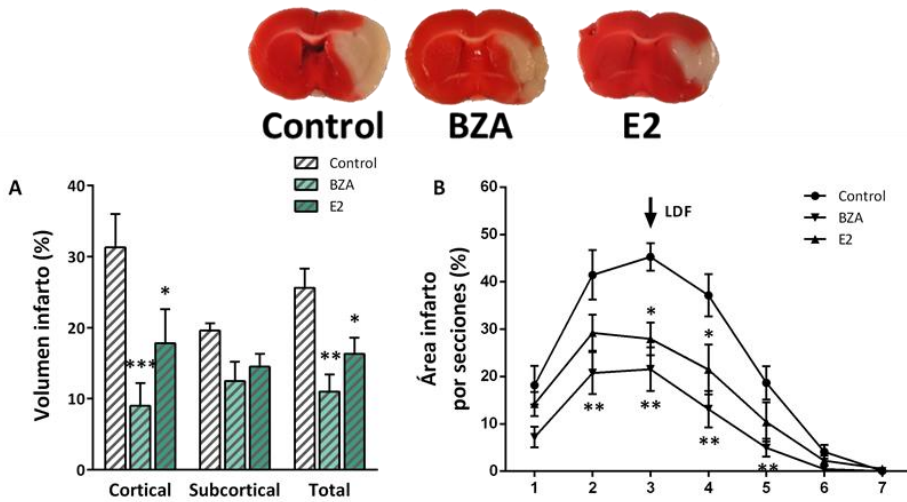 Control BZA E2
A
Control
BZA
E2
Volumen infarto (%)
40
30
20
10
0
*** *
** *
Cortical Subcortical Total
B
LDF
Control
BZA
E2
Área infarto
por secciones (%)
60
50
40
30
20
10
0
* *
** ** ** **
1 2 3 4 5 6 7